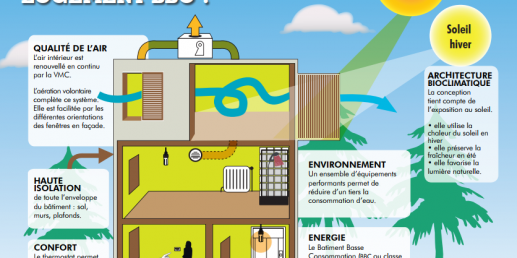 LOGEMENT BBC ?
Soleil
hiver
QUALITÉ DE L'AIR
L'air intérieur est
renouvellé en continu
par la VMC.
L'aération volontaire
complète ce système.
Elle est facilitée par les
différentes orientations
des fenêtres en façade.
ARCHITECTURE
BIOCLIMATIQUE
La conception
tient compte de
l'exposition au soleil.
• elle utilise la
chaleur du soleil en
hiver
• elle préserve la
fraîcheur en été
• elle favorise la
lumière naturelle.
HAUTE
ISOLATION
de toute l'enveloppe
du bâtiment : sol,
murs, plafonds.
ENVIRONNEMENT
Un ensemble d'équipements
performants permet de
réduire d'un tiers la
consommation d'eau.
CONFORT
Le thermostat permet
ENERGIE
Le Batiment Basse
Consommation (BBC ou classe